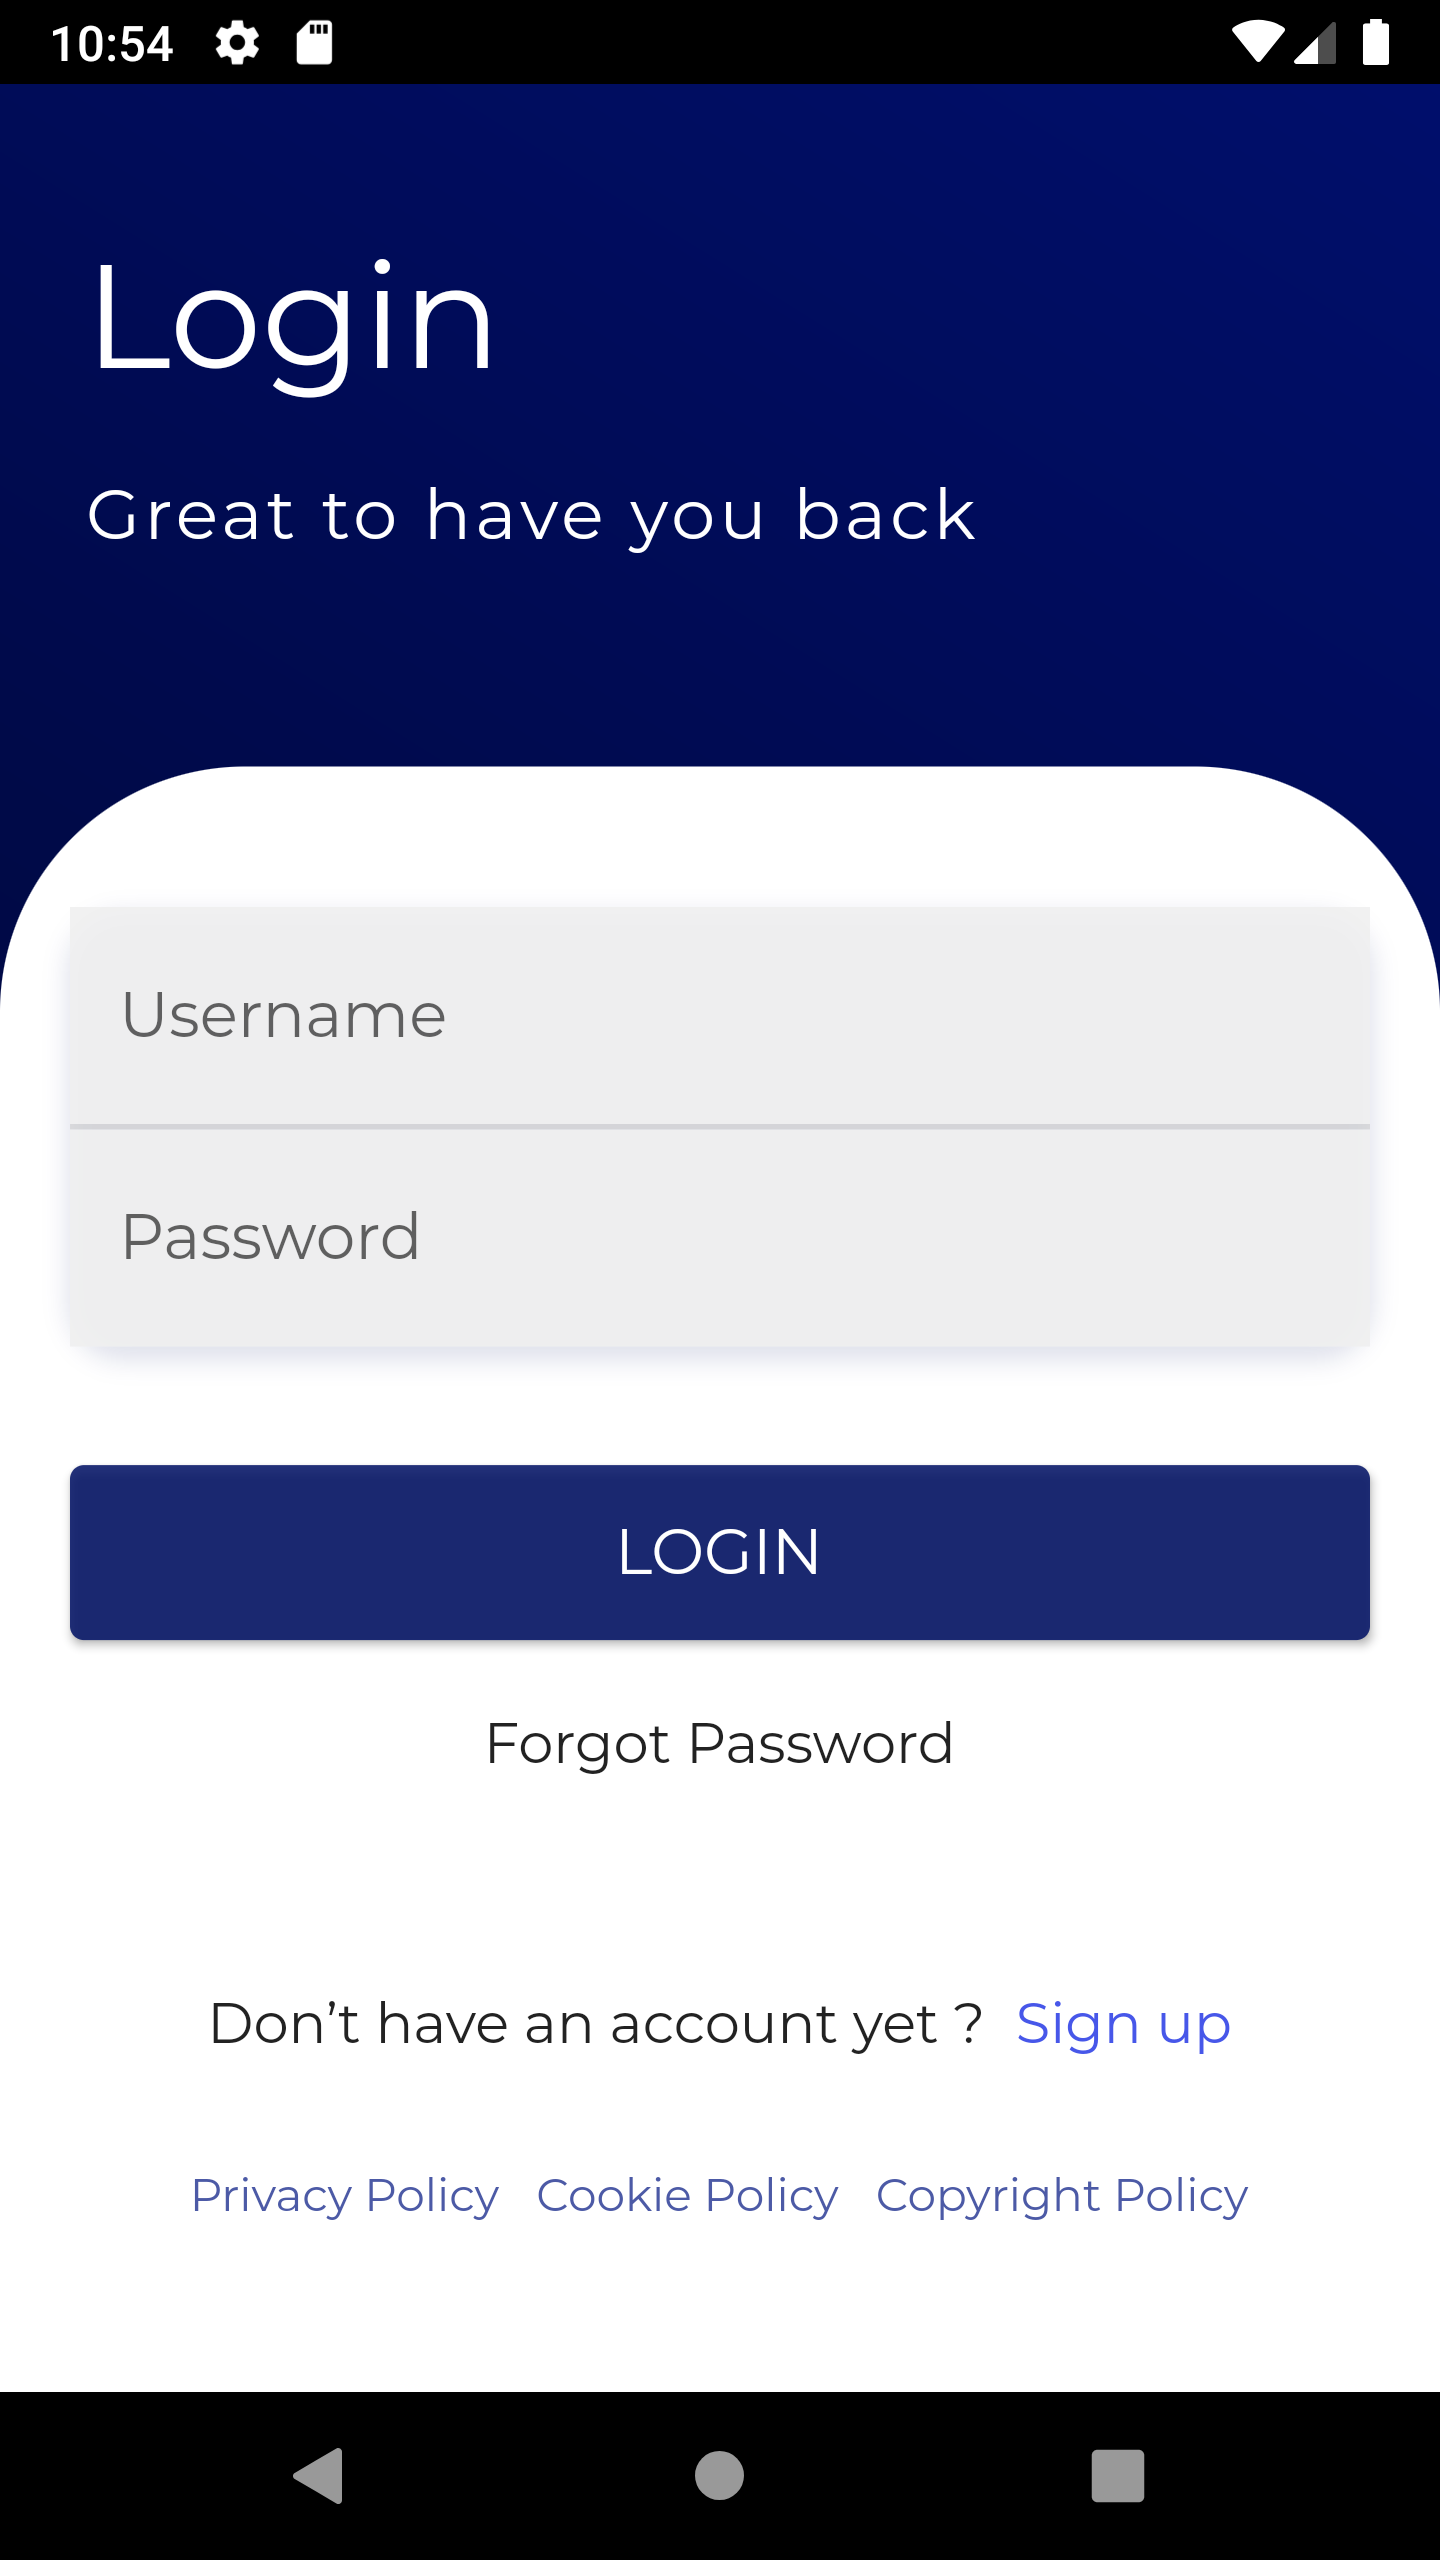 10:54
Login
Great to have you back
Username
Password
LOGIN
Forgot Password
Don’t have an account yet ? Sign up
Privacy Policy Cookie Policy Copyright Policy